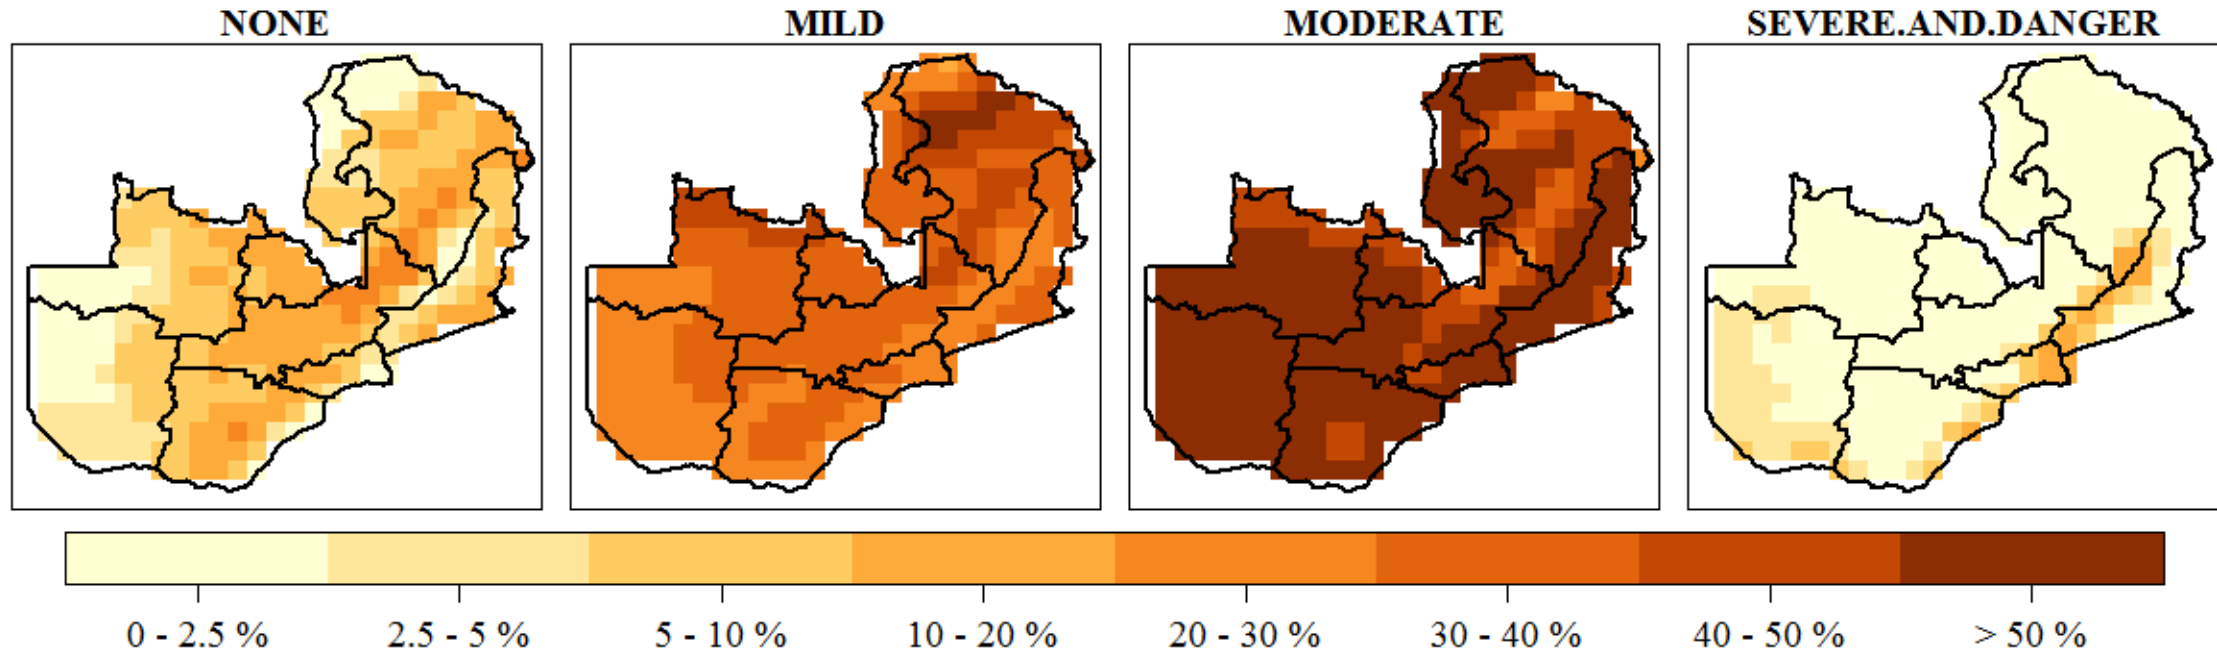 NONE MILD MODERATE SEVERE.AND.DANGER
0 - 2.5 % 2.5 - 5 % 5 - 10 % 10 - 20 % 20 - 30 % 30 - 40 % 40 - 50 % > 50 %